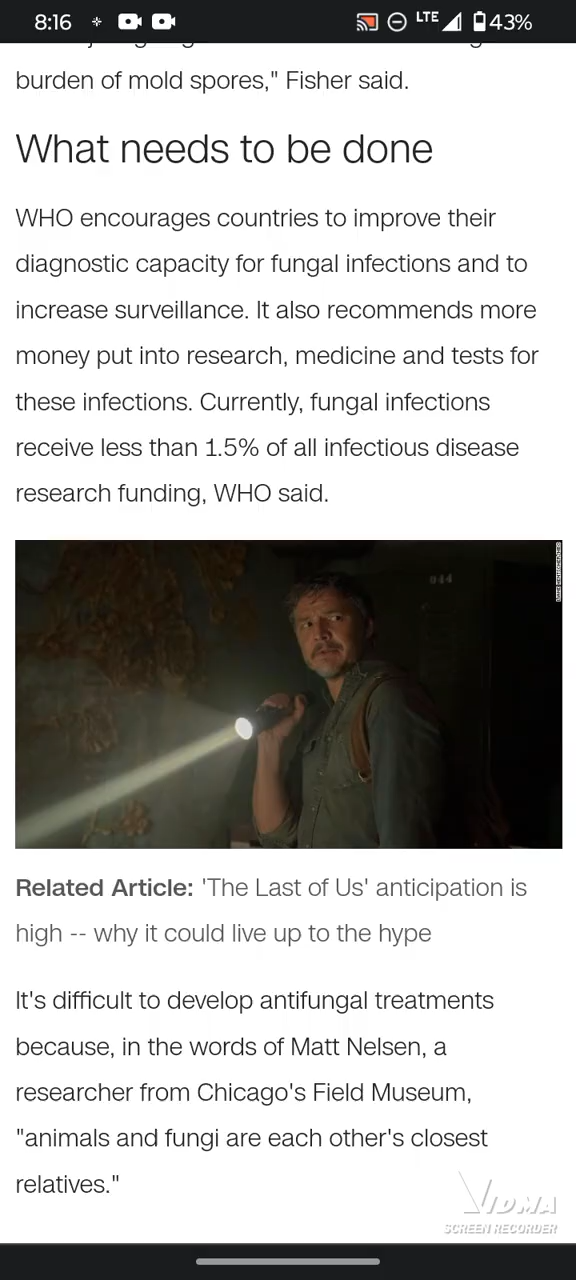 8:16
LTE
43%
burden of mold spores," Fisher said.
What needs to be done
WHO encourages countries to improve their
diagnostic capacity for fungal infections and to
increase surveillance. It also recommends more
money put into research, medicine and tests for
these infections. Currently, fungal infections
receive less than 1.5% of all infectious disease
research funding, WHO said.
044
Related Article: 'The Last of Us' anticipation is
high -- why it could live up to the hype
It's difficult to develop antifungal treatments
because, in the words of Matt Nelsen, a
researcher from Chicago's Field Museum,
"animals and fungi are each other's closest
relatives."
VIDMA
SCREEN RECORDER